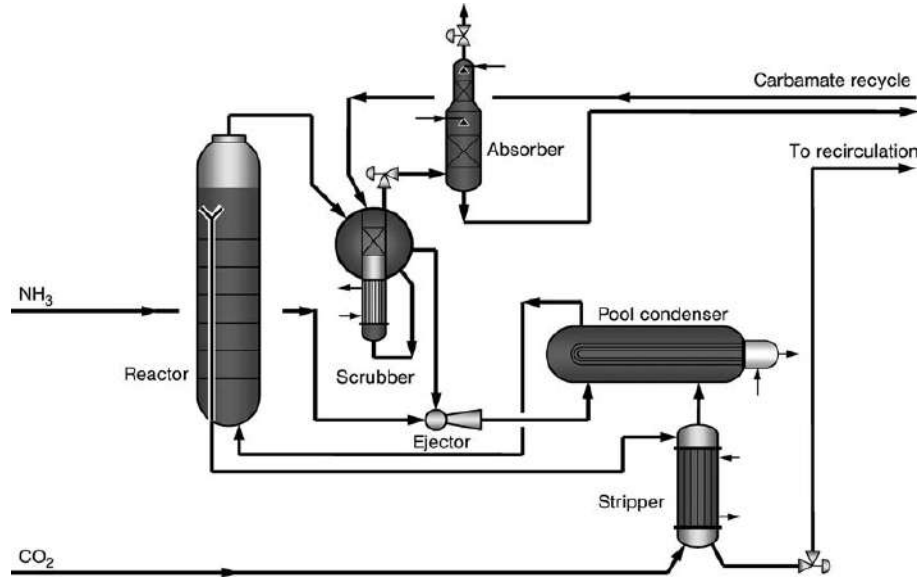 Carbamate recycle
Absorber
To recirculation
NH₃
Pool condenser
Reactor
Scrubber
Ejector
Stripper
CO₂